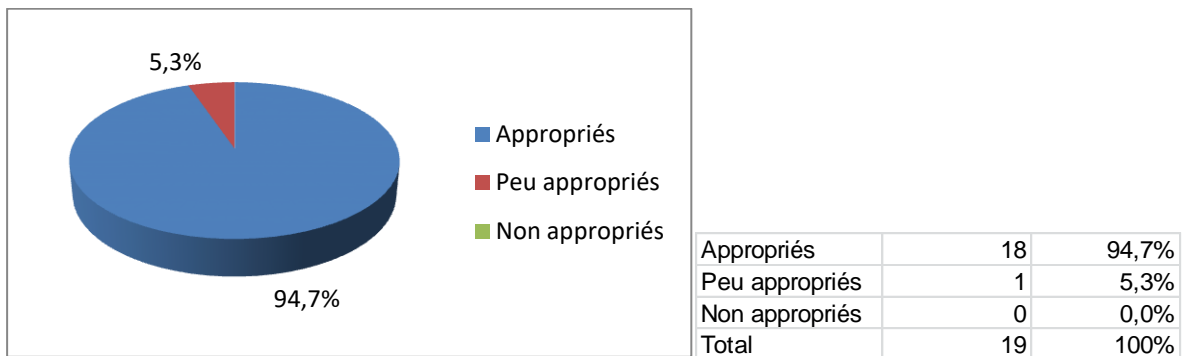 5,3%
Appropriés
Peu appropriés
Non appropriés
94,7%
Appropriés 18 94,7%
Peu appropriés 1 5,3%
Non appropriés 0 0,0%
Total 19 100%